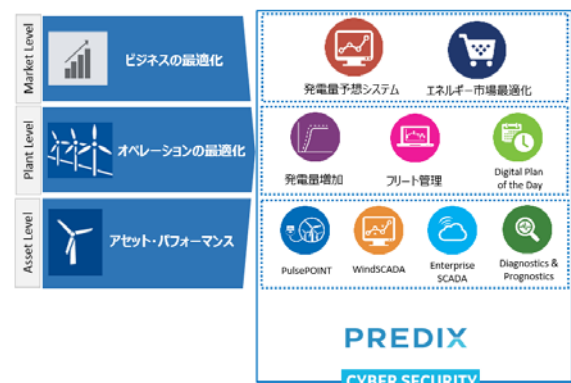 Market Level
ビジネスの最適化
発電量予想システム
エネルギー市場最適化
Plant Level
オペレーションの最適化
発電量増加
フリート管理
Digital Plan
of the Day
Asset Level
アセット・パフォーマンス
PulsePOINT
WindSCADA
Enterprise
SCADA
Diagnostics &
Prognostics
PREDIX
CYBER SECURITY